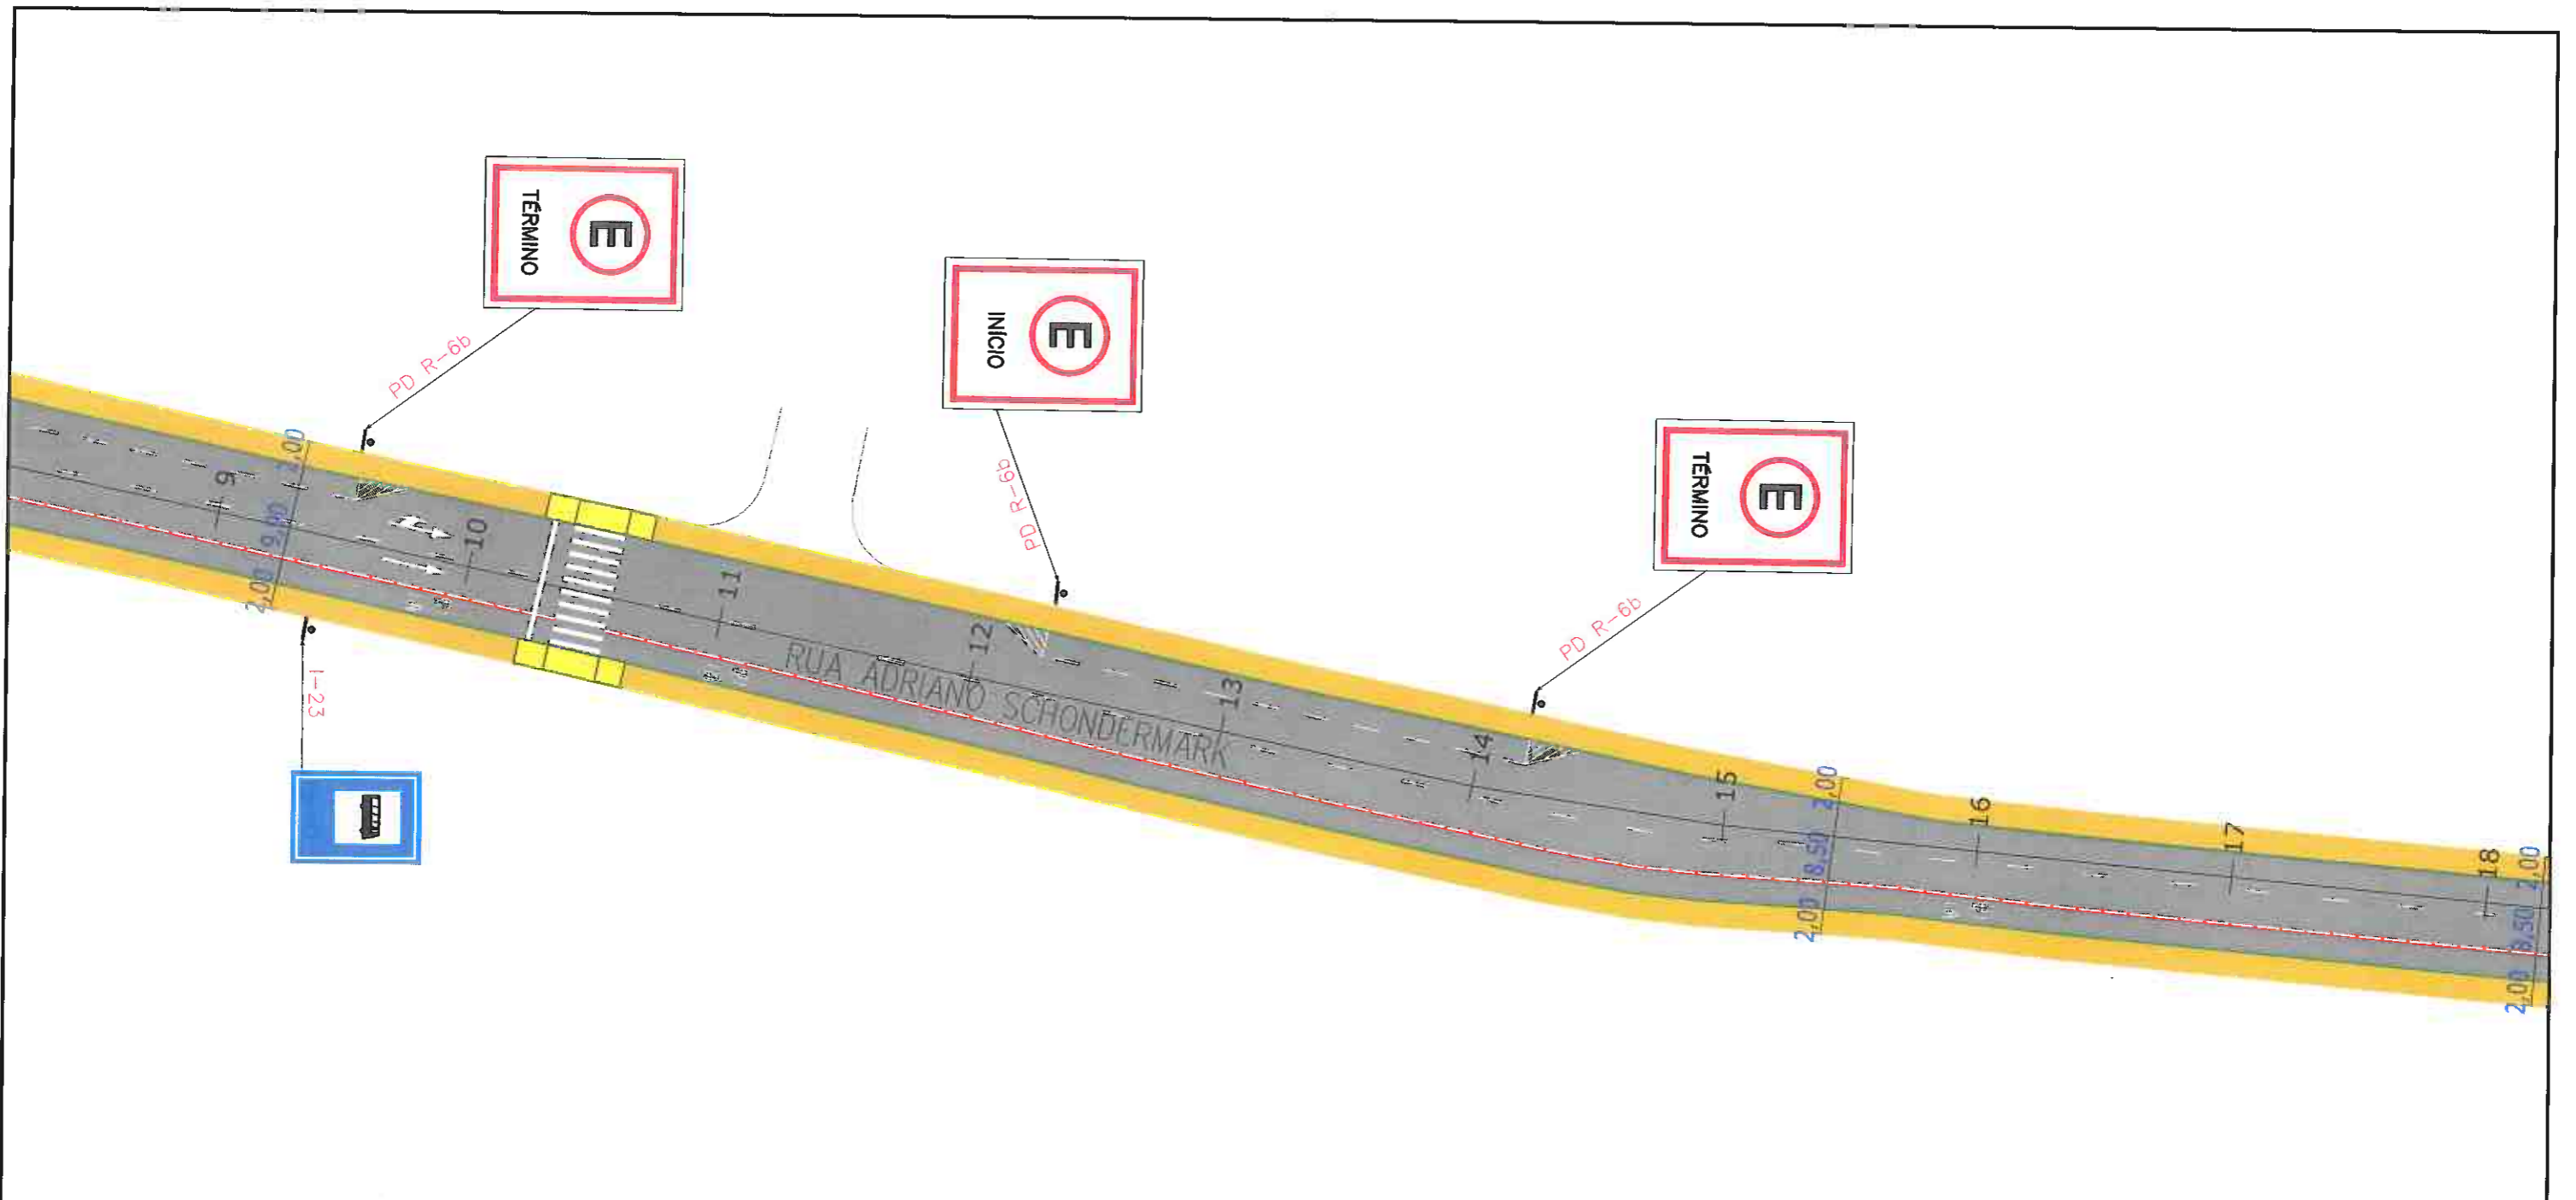 E
TÉRMINO
PD R-6b
E
INÍCIO
PD R-6b
E
TÉRMINO
PD R-6b
9
10
11
12
13
14
15
16
17
18
9,90
2,00
I-23
RUA ADRIANO SCHONDERMARK
2,00
8,50
2,00
2,00
8,50
2,00